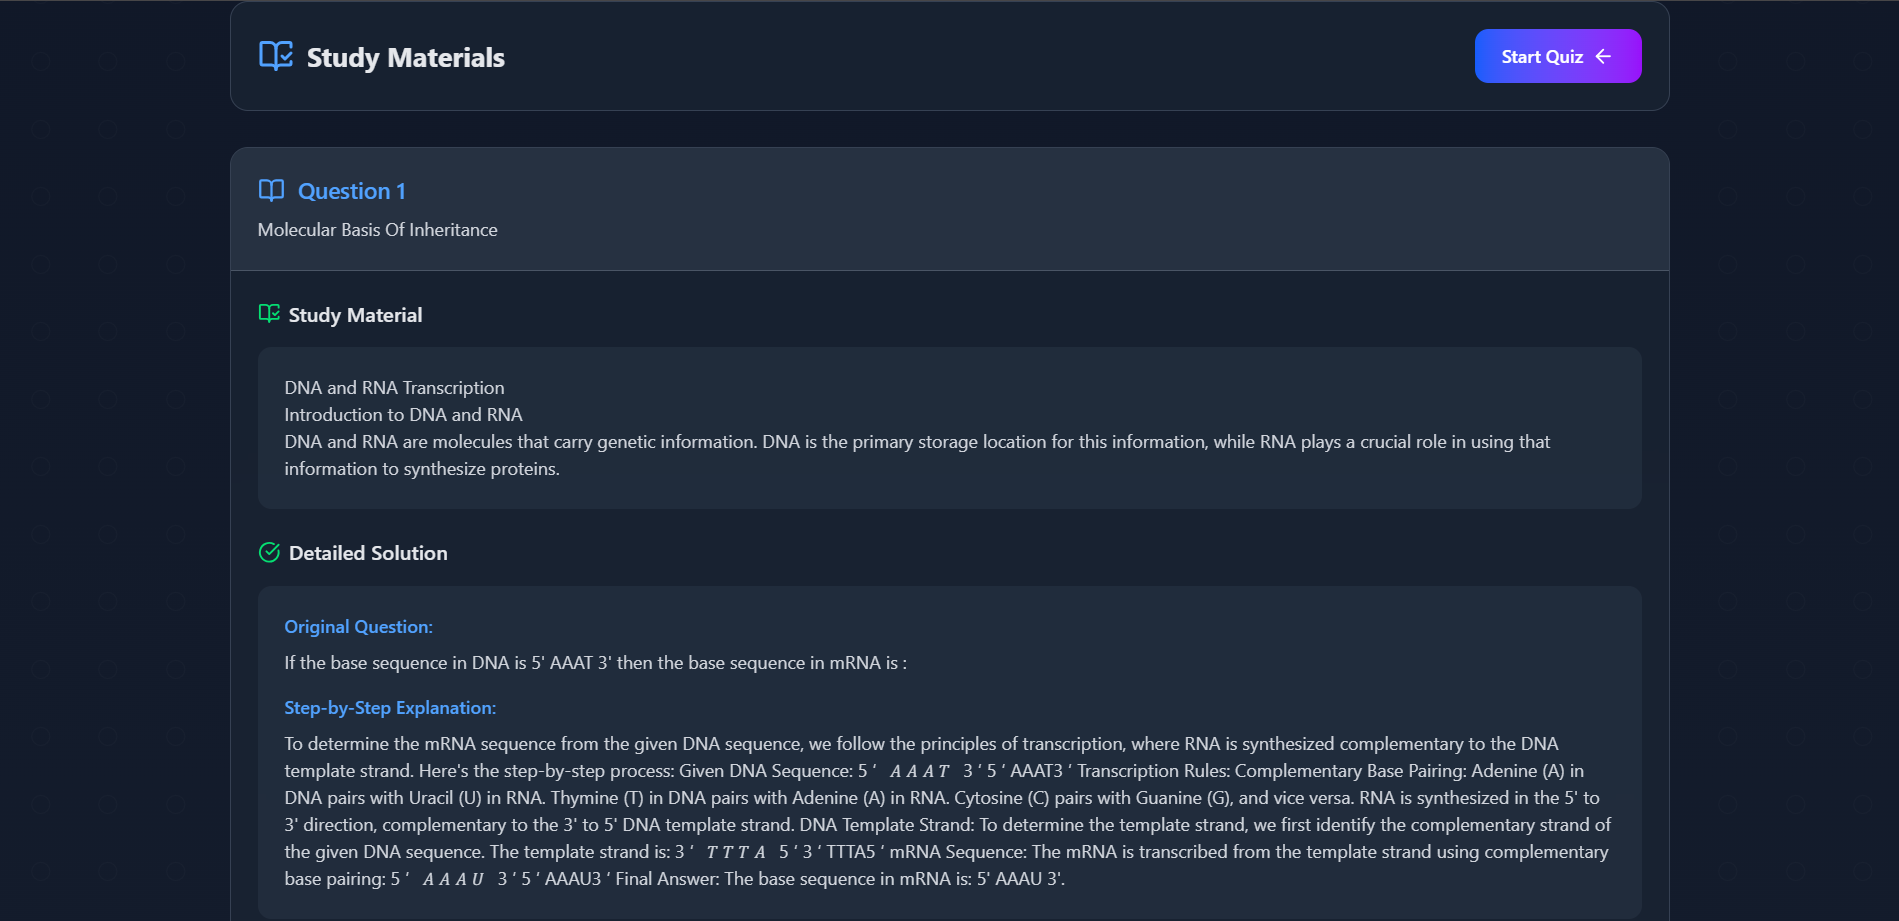 Study Materials
Start Quiz ←
Question 1
Molecular Basis Of Inheritance
Study Material
DNA and RNA Transcription
Introduction to DNA and RNA
DNA and RNA are molecules that carry genetic information. DNA is the primary storage location for this information, while RNA plays a crucial role in using that
information to synthesize proteins.
Detailed Solution
Original Question:
If the base sequence in DNA is 5' AAAT 3' then the base sequence in mRNA is :
Step-by-Step Explanation:
To determine the mRNA sequence from the given DNA sequence, we follow the principles of transcription, where RNA is synthesized complementary to the DNA
template strand. Here's the step-by-step process: Given DNA Sequence: 5 ‘ A A A T 3 ‘ 5 ‘ AAAT3 ‘ Transcription Rules: Complementary Base Pairing: Adenine (A) in
DNA pairs with Uracil (U) in RNA. Thymine (T) in DNA pairs with Adenine (A) in RNA. Cytosine (C) pairs with Guanine (G), and vice versa. RNA is synthesized in the 5' to
3' direction, complementary to the 3' to 5' DNA template strand. DNA Template Strand: To determine the template strand, we first identify the complementary strand of
the given DNA sequence. The template strand is: 3 ‘ T T T A 5 ‘ 3 ‘ TTTA5 ‘ mRNA Sequence: The mRNA is transcribed from the template strand using complementary
base pairing: 5 ‘ A A A U 3 ‘ 5 ‘ AAAU3 ‘ Final Answer: The base sequence in mRNA is: 5' AAAU 3'.